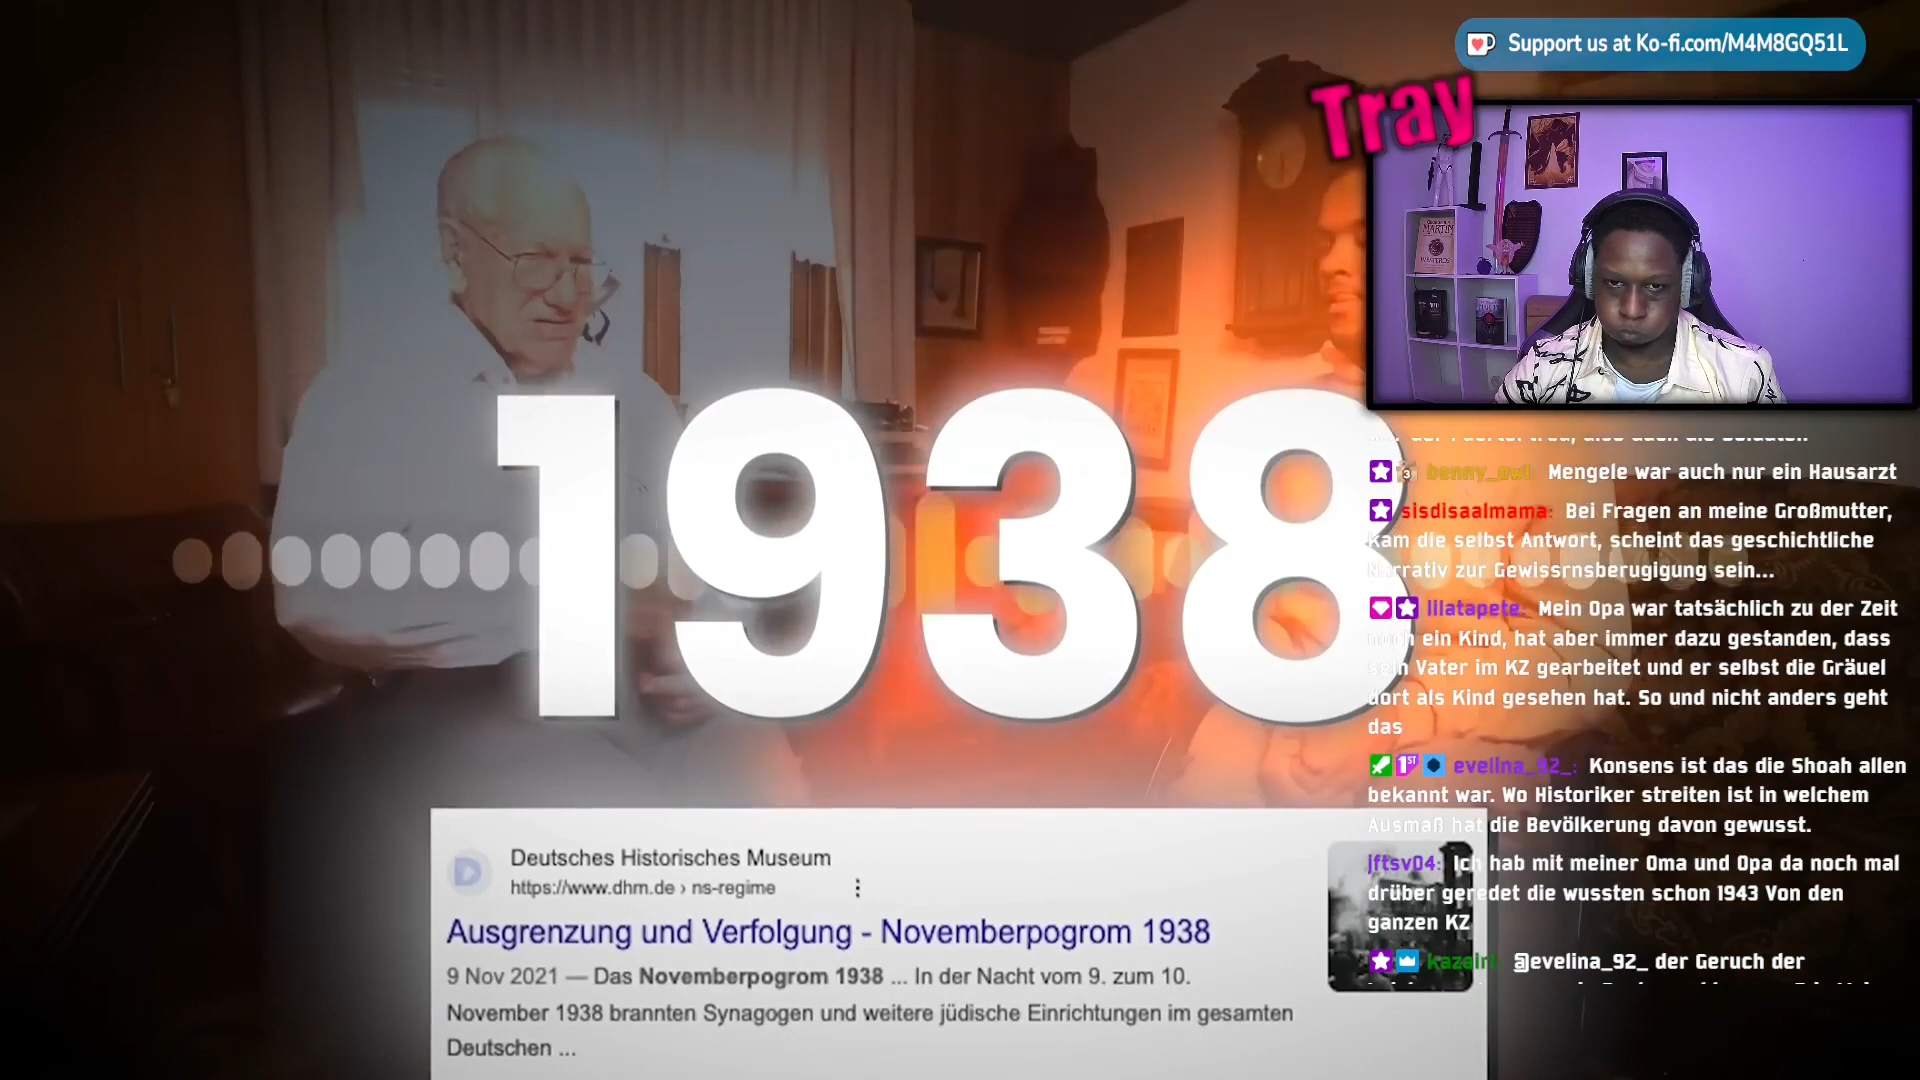 Support us at Ko-fi.com/M4M8GQ51L
Tray
1938
benny_owl: Mengele war auch nur ein Hausarzt
sisdisaalmama: Bei Fragen an meine Großmutter,
kam die selbst Antwort, scheint das geschichtliche
Narrativ zur Gewissrnsberugigung sein...
lilatapete: Mein Opa war tatsächlich zu der Zeit
noch ein Kind, hat aber immer dazu gestanden, dass
sein Vater im KZ gearbeitet und er selbst die Gräuel
dort als Kind gesehen hat. So und nicht anders geht
das
evelina_92_: Konsens ist das die Shoah allen
bekannt war. Wo Historiker streiten ist in welchem
Ausmaß hat die Bevölkerung davon gewusst.
jftsv04: Ich hab mit meiner Oma und Opa da noch mal
drüber geredet die wussten schon 1943 Von den
ganzen KZ
@evelina_92_ der Geruch der
Deutsches Historisches Museum
https://www.dhm.de › ns-regime
Ausgrenzung und Verfolgung - Novemberpogrom 1938
9 Nov 2021 — Das Novemberpogrom 1938 ... In der Nacht vom 9. zum 10.
November 1938 brannten Synagogen und weitere jüdische Einrichtungen im gesamten
Deutschen ...
MARTIN